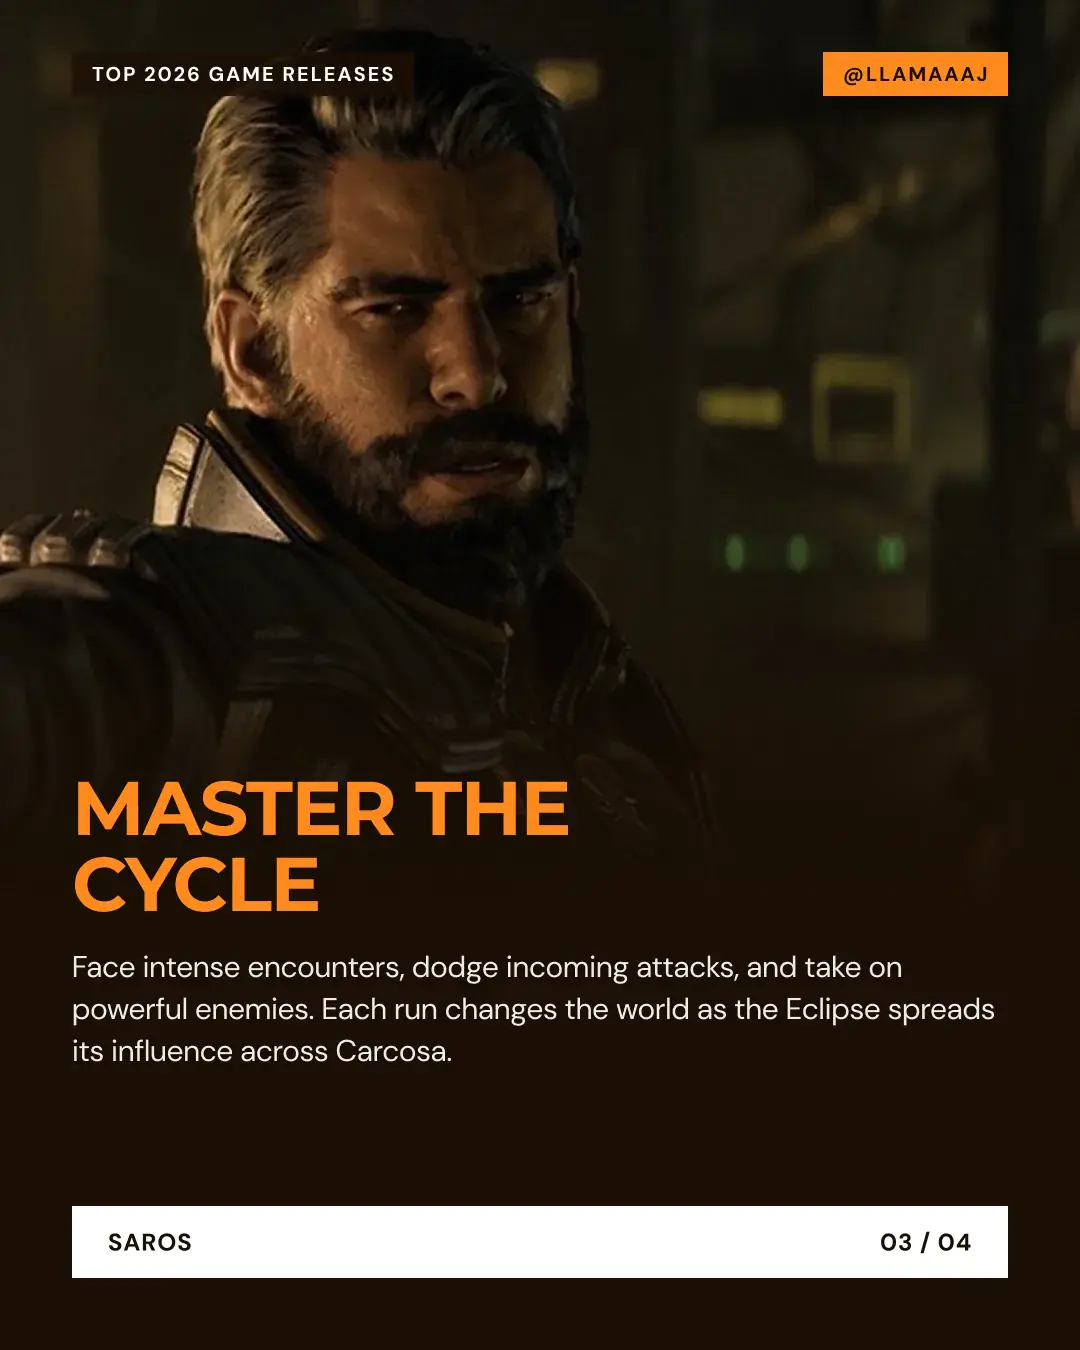 TOP 2026 GAME RELEASES
@LLAMAAAJ
MASTER THE
CYCLE
Face intense encounters, dodge incoming attacks, and take on
powerful enemies. Each run changes the world as the Eclipse spreads
its influence across Carcosa.
SAROS
03 / 04